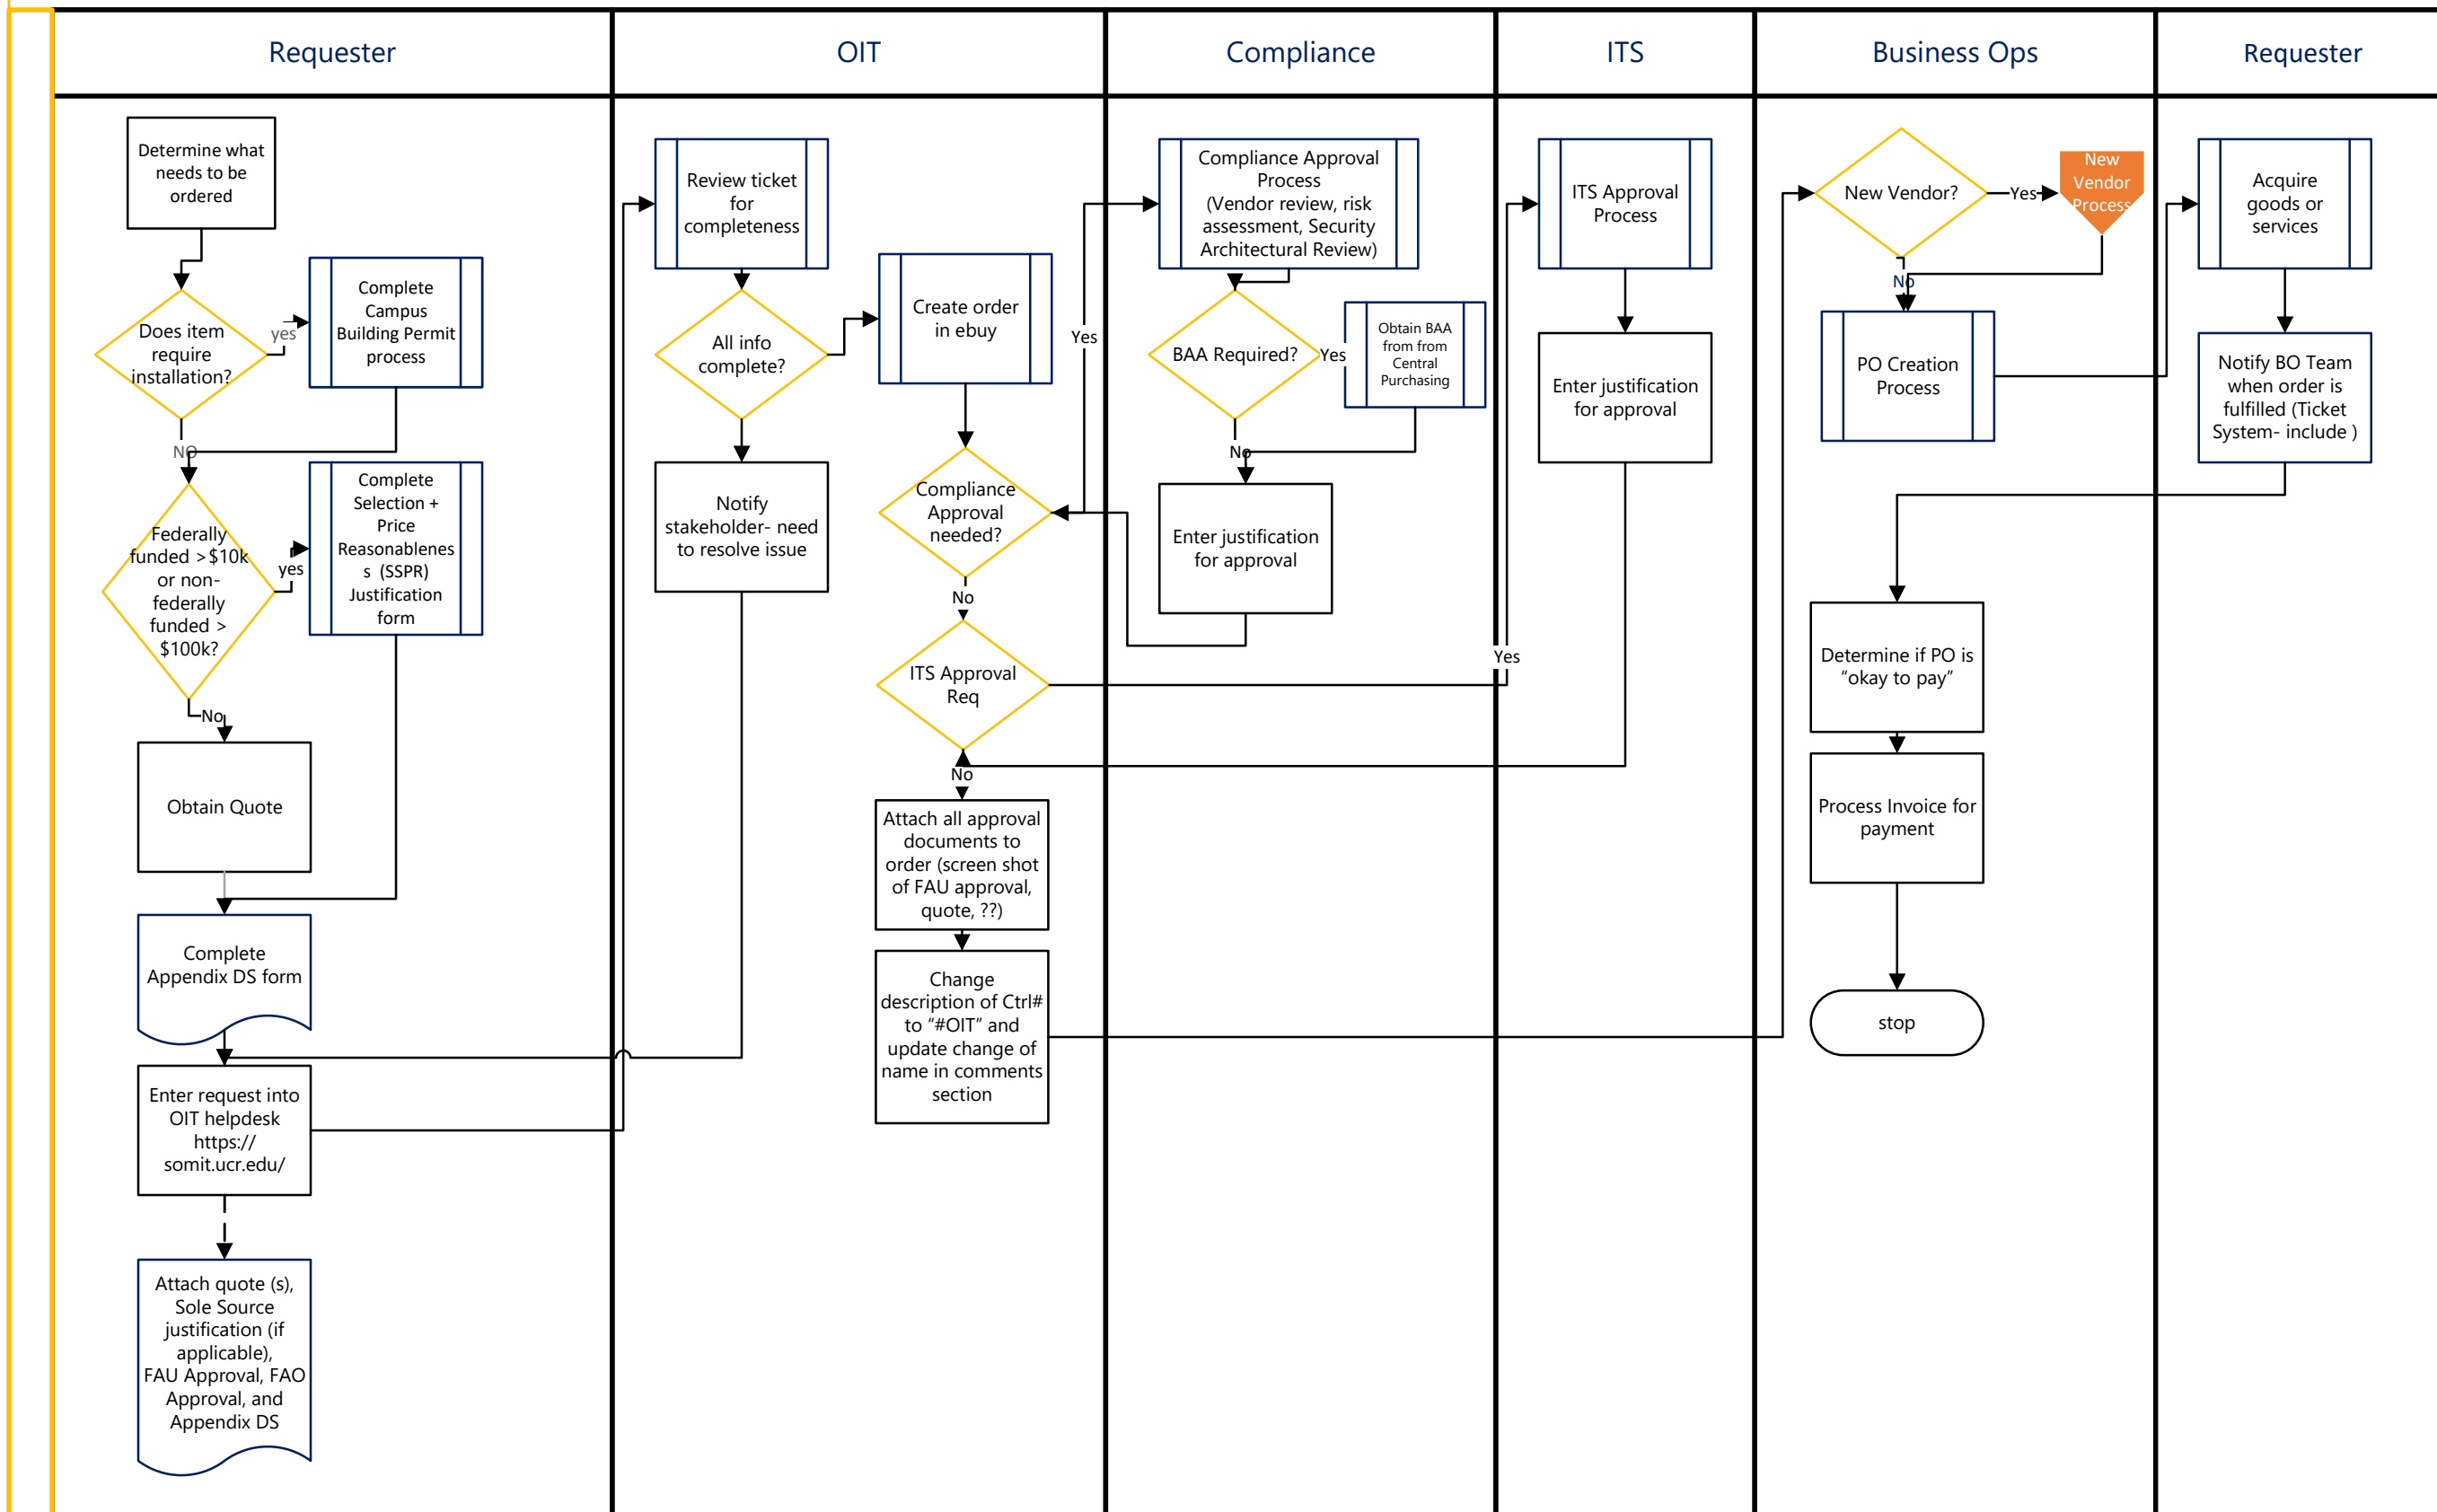 Requester
OIT
Compliance
ITS
Business Ops
Requester
Determine what
needs to be
ordered
Does item
require
installation?
yes
Complete
Campus
Building Permit
process
NO
Federally
funded >$10k
or non-
federally
funded >
$100k?
yes
Complete
Selection +
Price
Reasonablenes
s (SSPR)
Justification
form
No
Obtain Quote
Complete
Appendix DS form
Enter request into
OIT helpdesk
https://
somit.ucr.edu/
Attach quote (s),
Sole Source
justification (if
applicable),
FAU Approval, FAO
Approval, and
Appendix DS
Review ticket
for
completeness
All info
complete?
Notify
stakeholder- need
to resolve issue
Create order
in ebuy
Compliance
Approval
needed?
Yes
No
ITS Approval
Req
Yes
No
Attach all approval
documents to
order (screen shot
of FAU approval,
quote, ??)
Change
description of Ctrl#
to “#OIT” and
update change of
name in comments
section
Compliance Approval
Process
(Vendor review, risk
assessment, Security
Architectural Review)
BAA Required?
Yes
Obtain BAA
from from
Central
Purchasing
No
Enter justification
for approval
ITS Approval
Process
Enter justification
for approval
New Vendor?
Yes
New
Vendor
Process
No
PO Creation
Process
Determine if PO is
“okay to pay”
Process Invoice for
payment
stop
Acquire
goods or
services
Notify BO Team
when order is
fulfilled (Ticket
System- include )